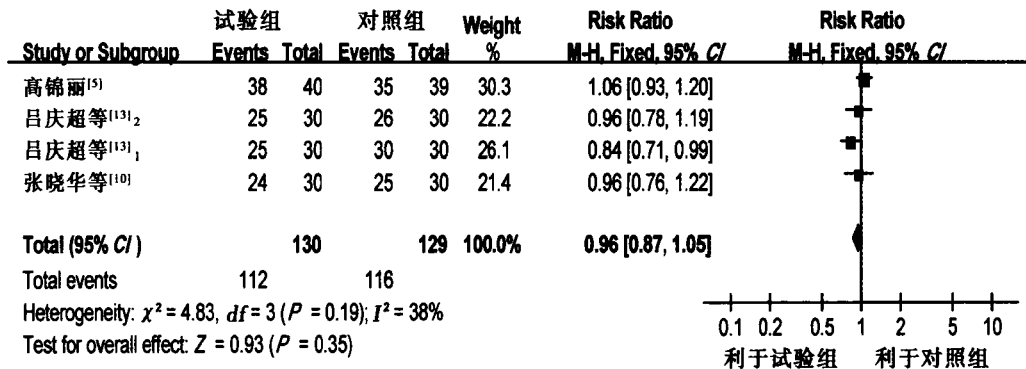 试验组 对照组 Weight Risk Ratio Risk Ratio
Study or Subgroup Events Total Events Total % M-H, Fixed, 95% CI M-H, Fixed, 95% CI
高锦丽[5] 38 40 35 39 30.3 1.06 [0.93, 1.20]
吕庆超等[13]2 25 30 26 30 22.2 0.96 [0.78, 1.19]
吕庆超等[13]1 25 30 30 30 26.1 0.84 [0.71, 0.99]
张晓华等[10] 24 30 25 30 21.4 0.96 [0.76, 1.22]
Total (95% CI) 130 129 100.0% 0.96 [0.87, 1.05]
Total events 112 116
Heterogeneity: χ² = 4.83, df = 3 (P = 0.19); I² = 38%
Test for overall effect: Z = 0.93 (P = 0.35)
0.1 0.2 0.5 1 2 5 10
利于试验组 利于对照组